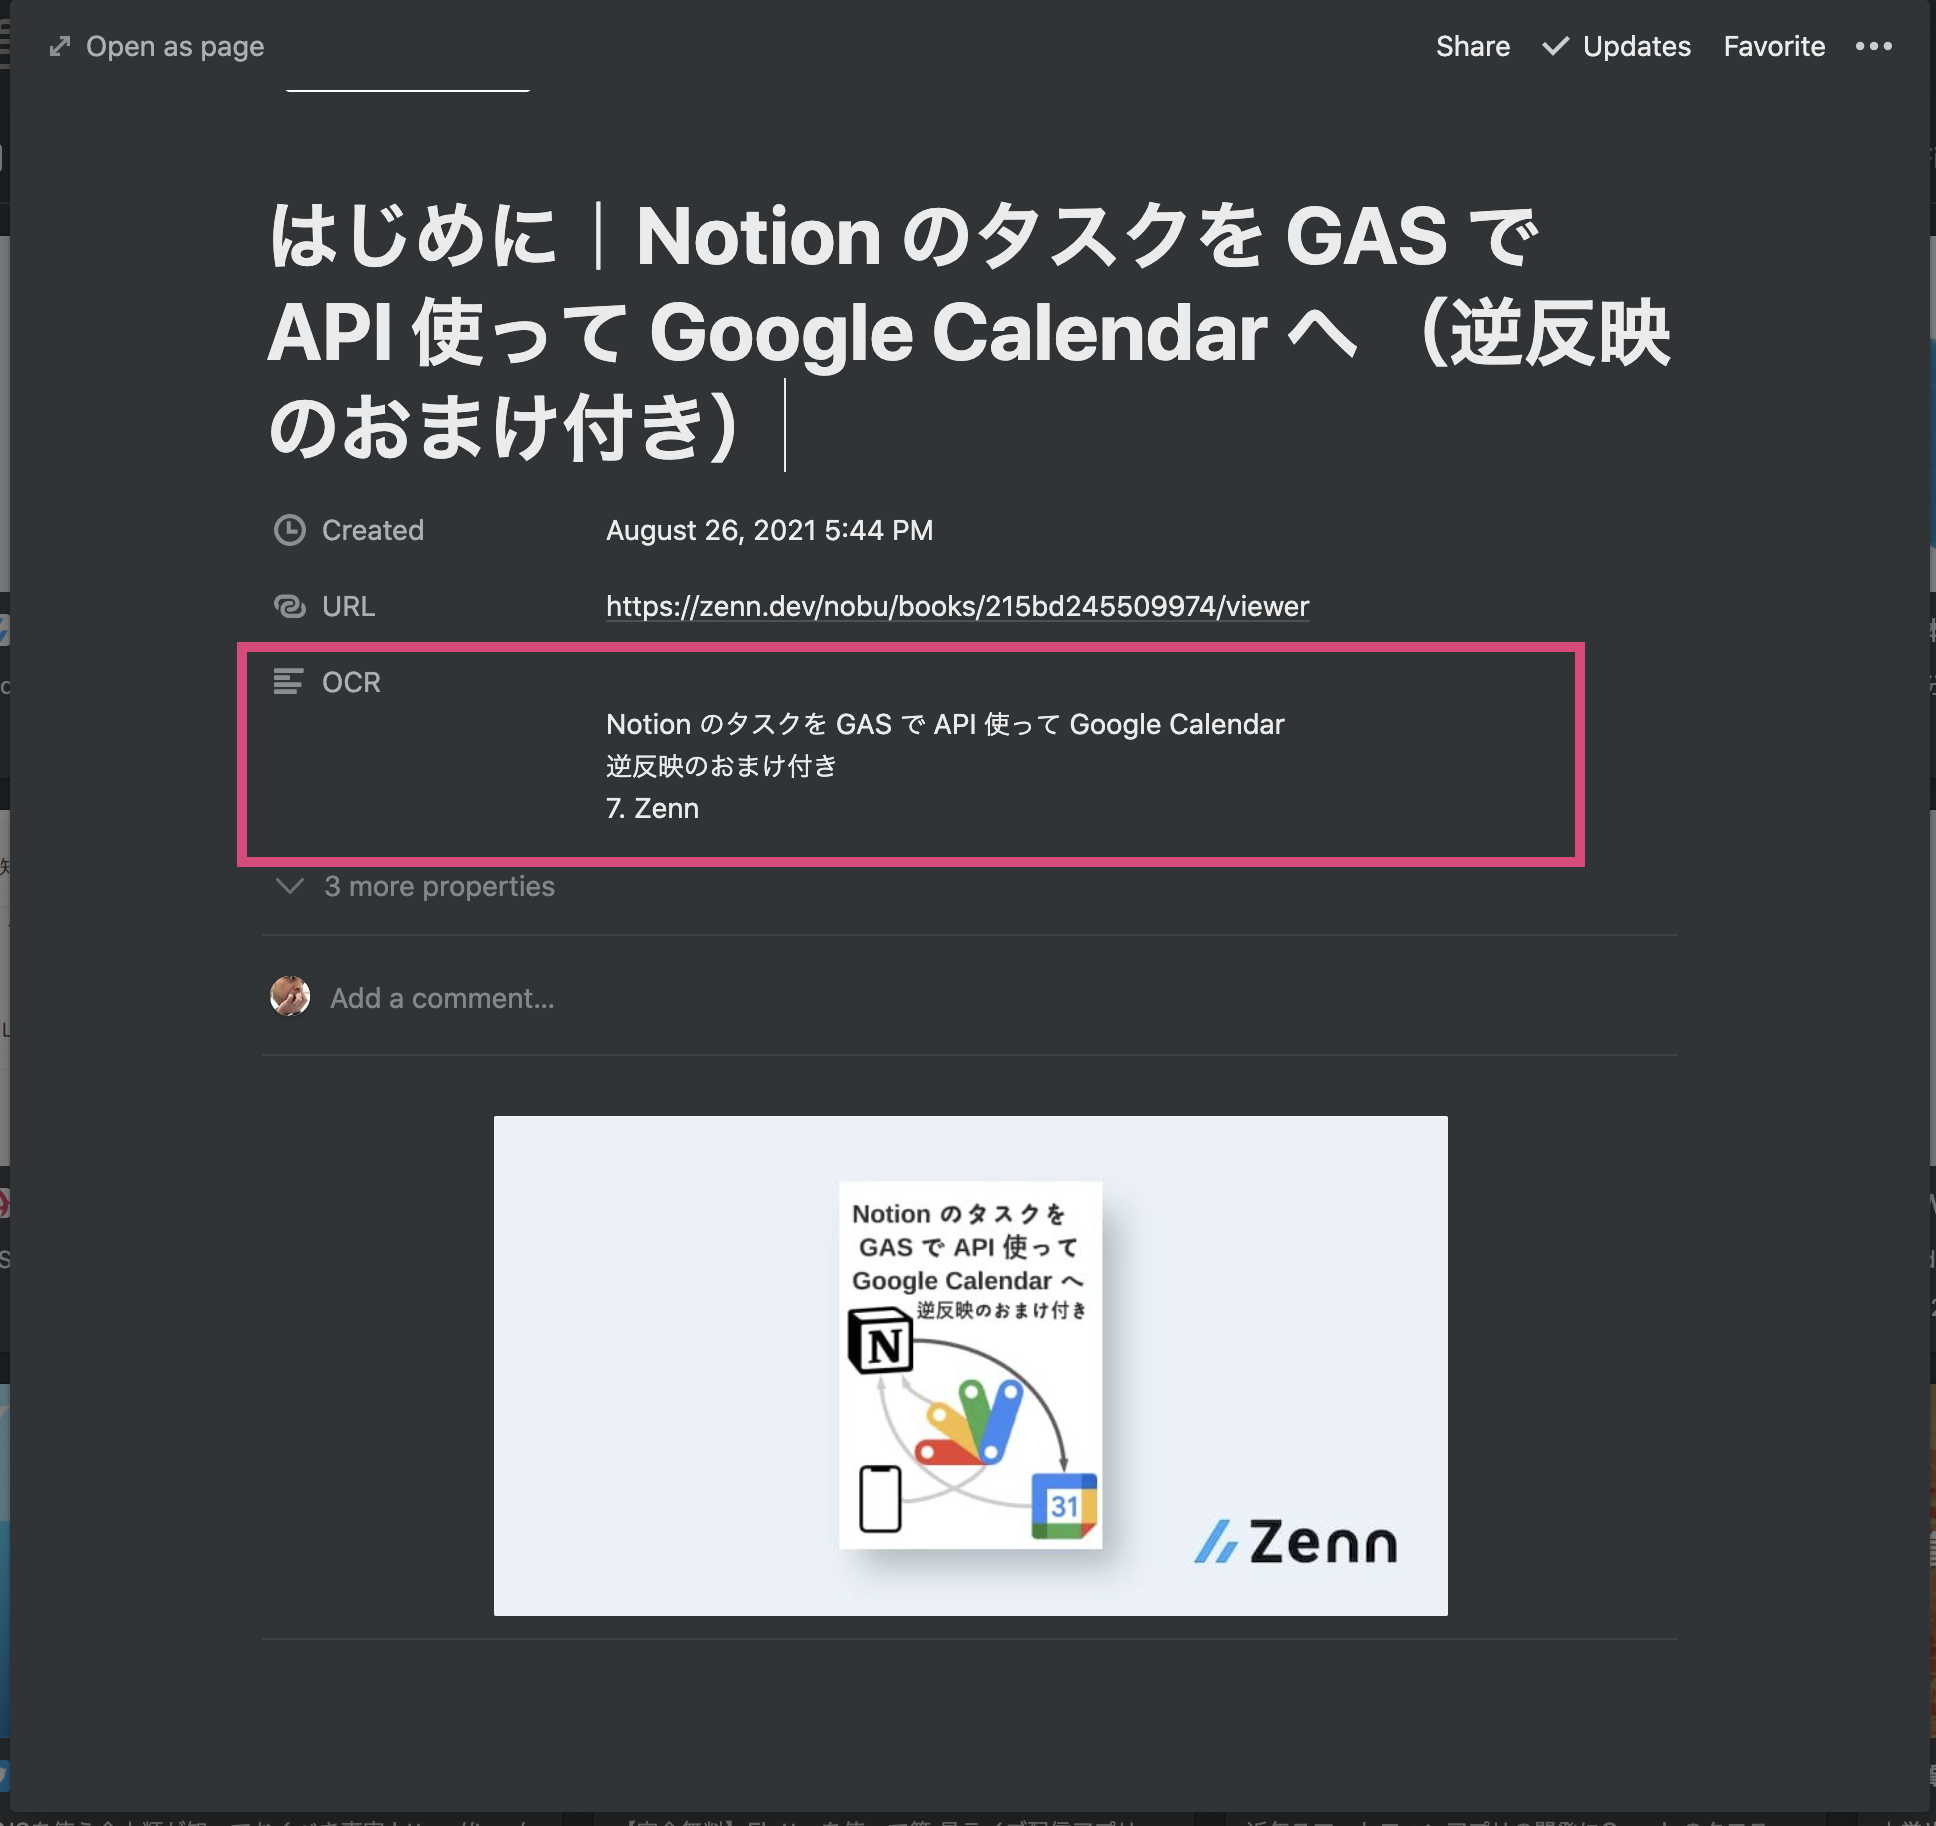 Open as page
Share
Updates
Favorite
はじめに｜Notion のタスクを GAS で
API 使って Google Calendar へ （逆反映
のおまけ付き）
Created
August 26, 2021 5:44 PM
URL
https://zenn.dev/nobu/books/215bd245509974/viewer
OCR
Notion のタスクを GAS で API 使って Google Calendar
逆反映のおまけ付き
7. Zenn
3 more properties
Add a comment...
Notion のタスクを
GAS で API 使って
Google Calendar へ
逆反映のおまけ付き
N
31
Zenn